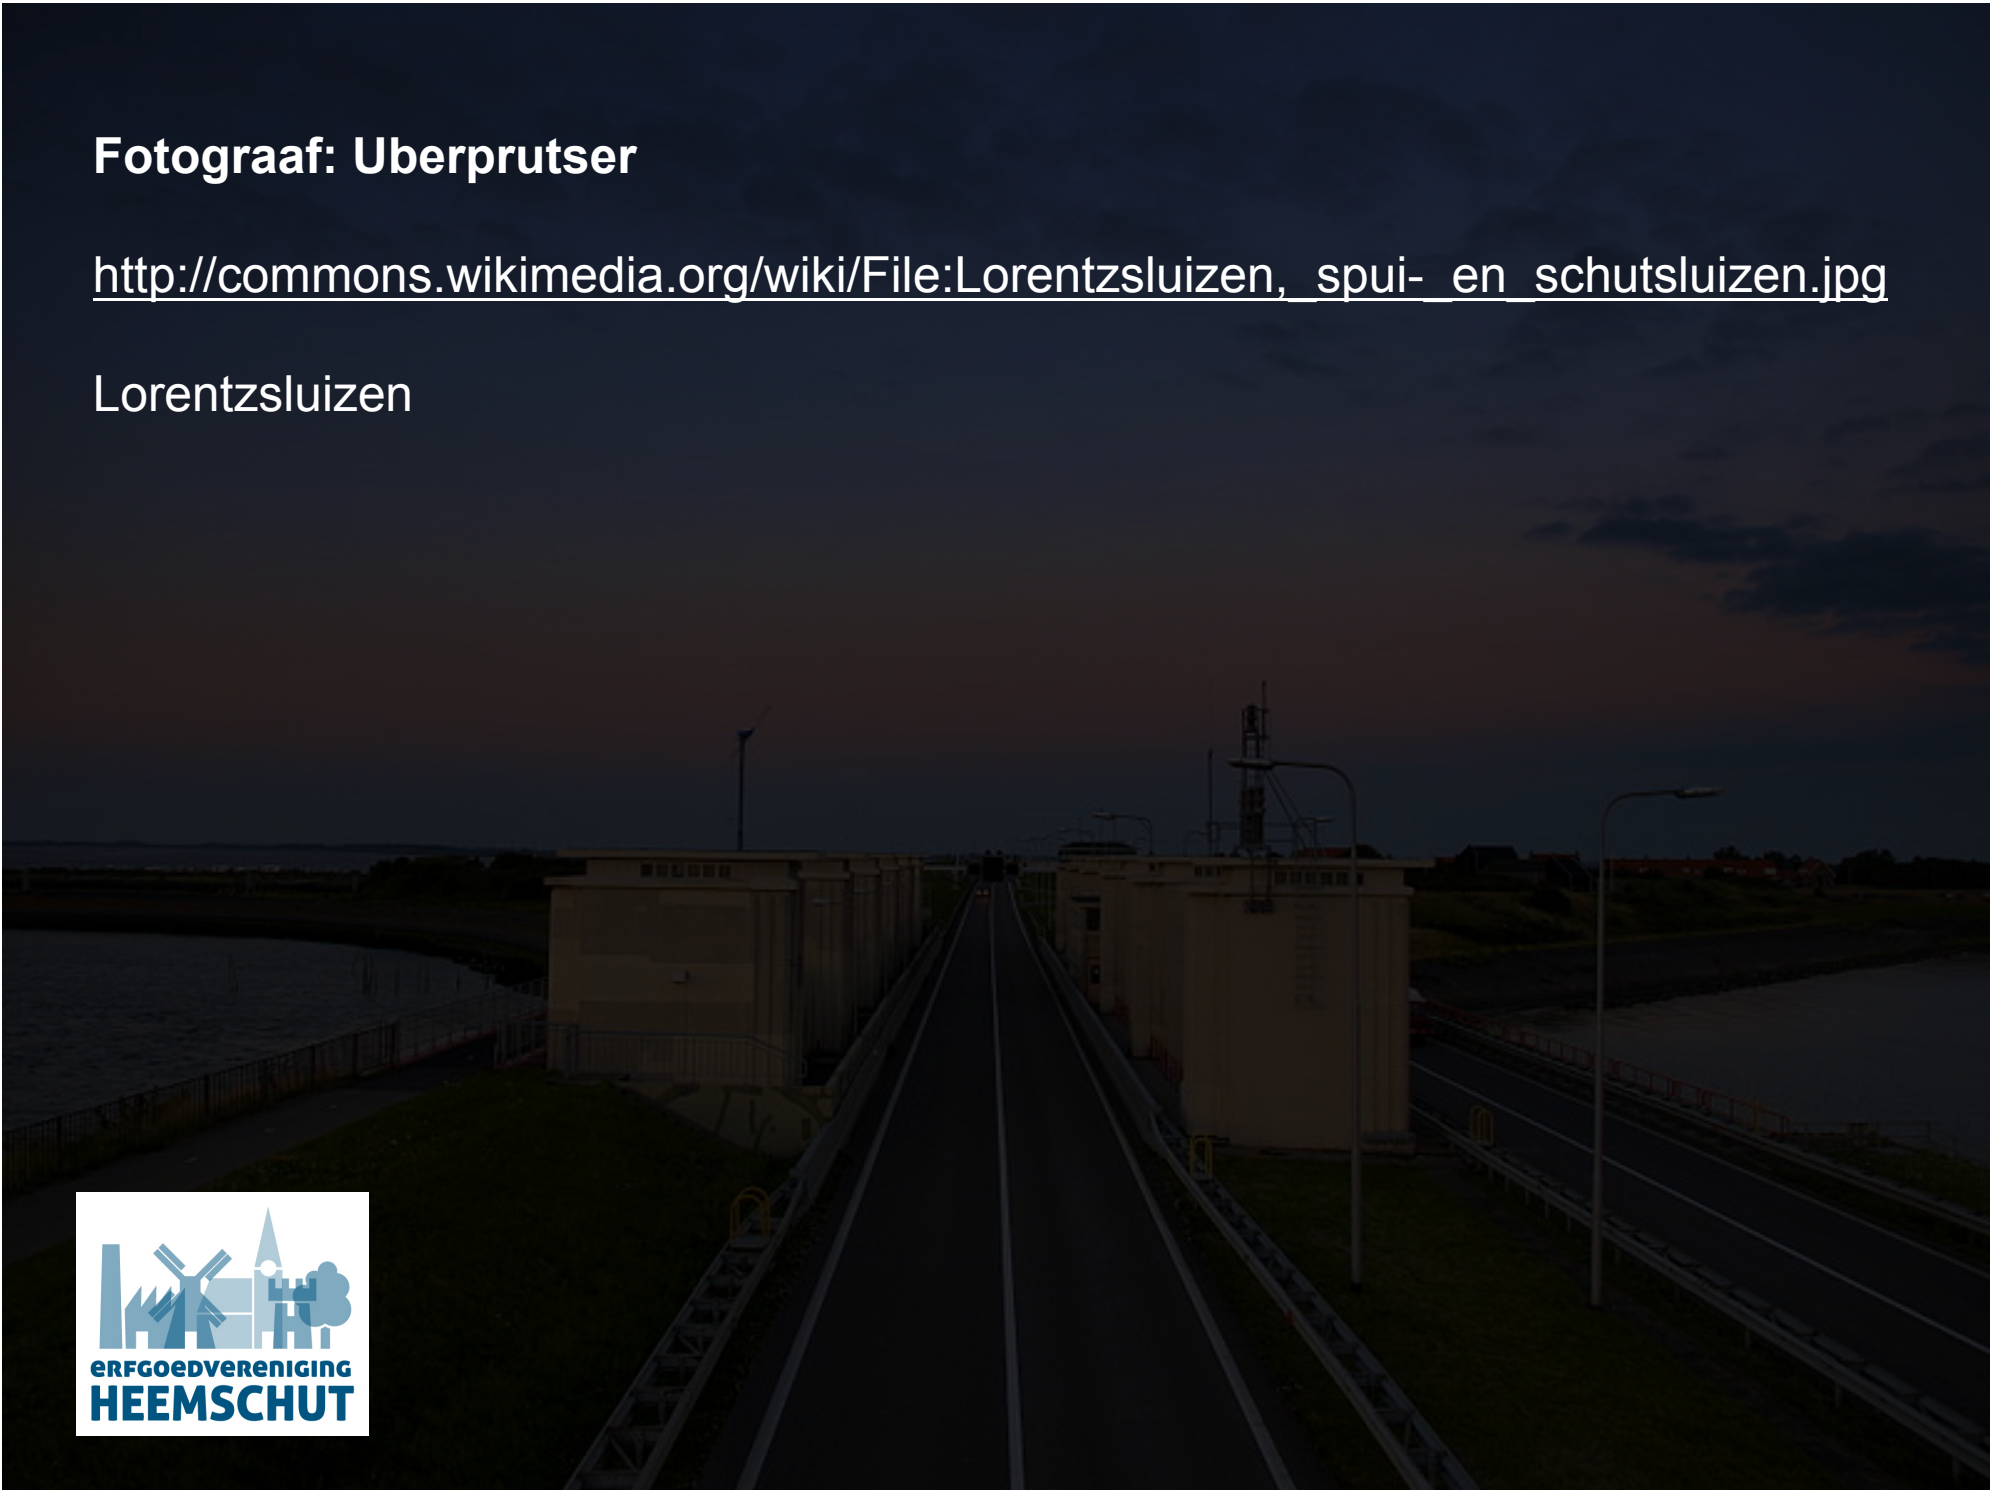 Fotograaf: Uberprutser
http://commons.wikimedia.org/wiki/File:Lorentzsluizen,_spui-_en_schutsluizen.jpg
Lorentzsluizen
eRFGOeDVeReniGinG
HEEMSCHUT